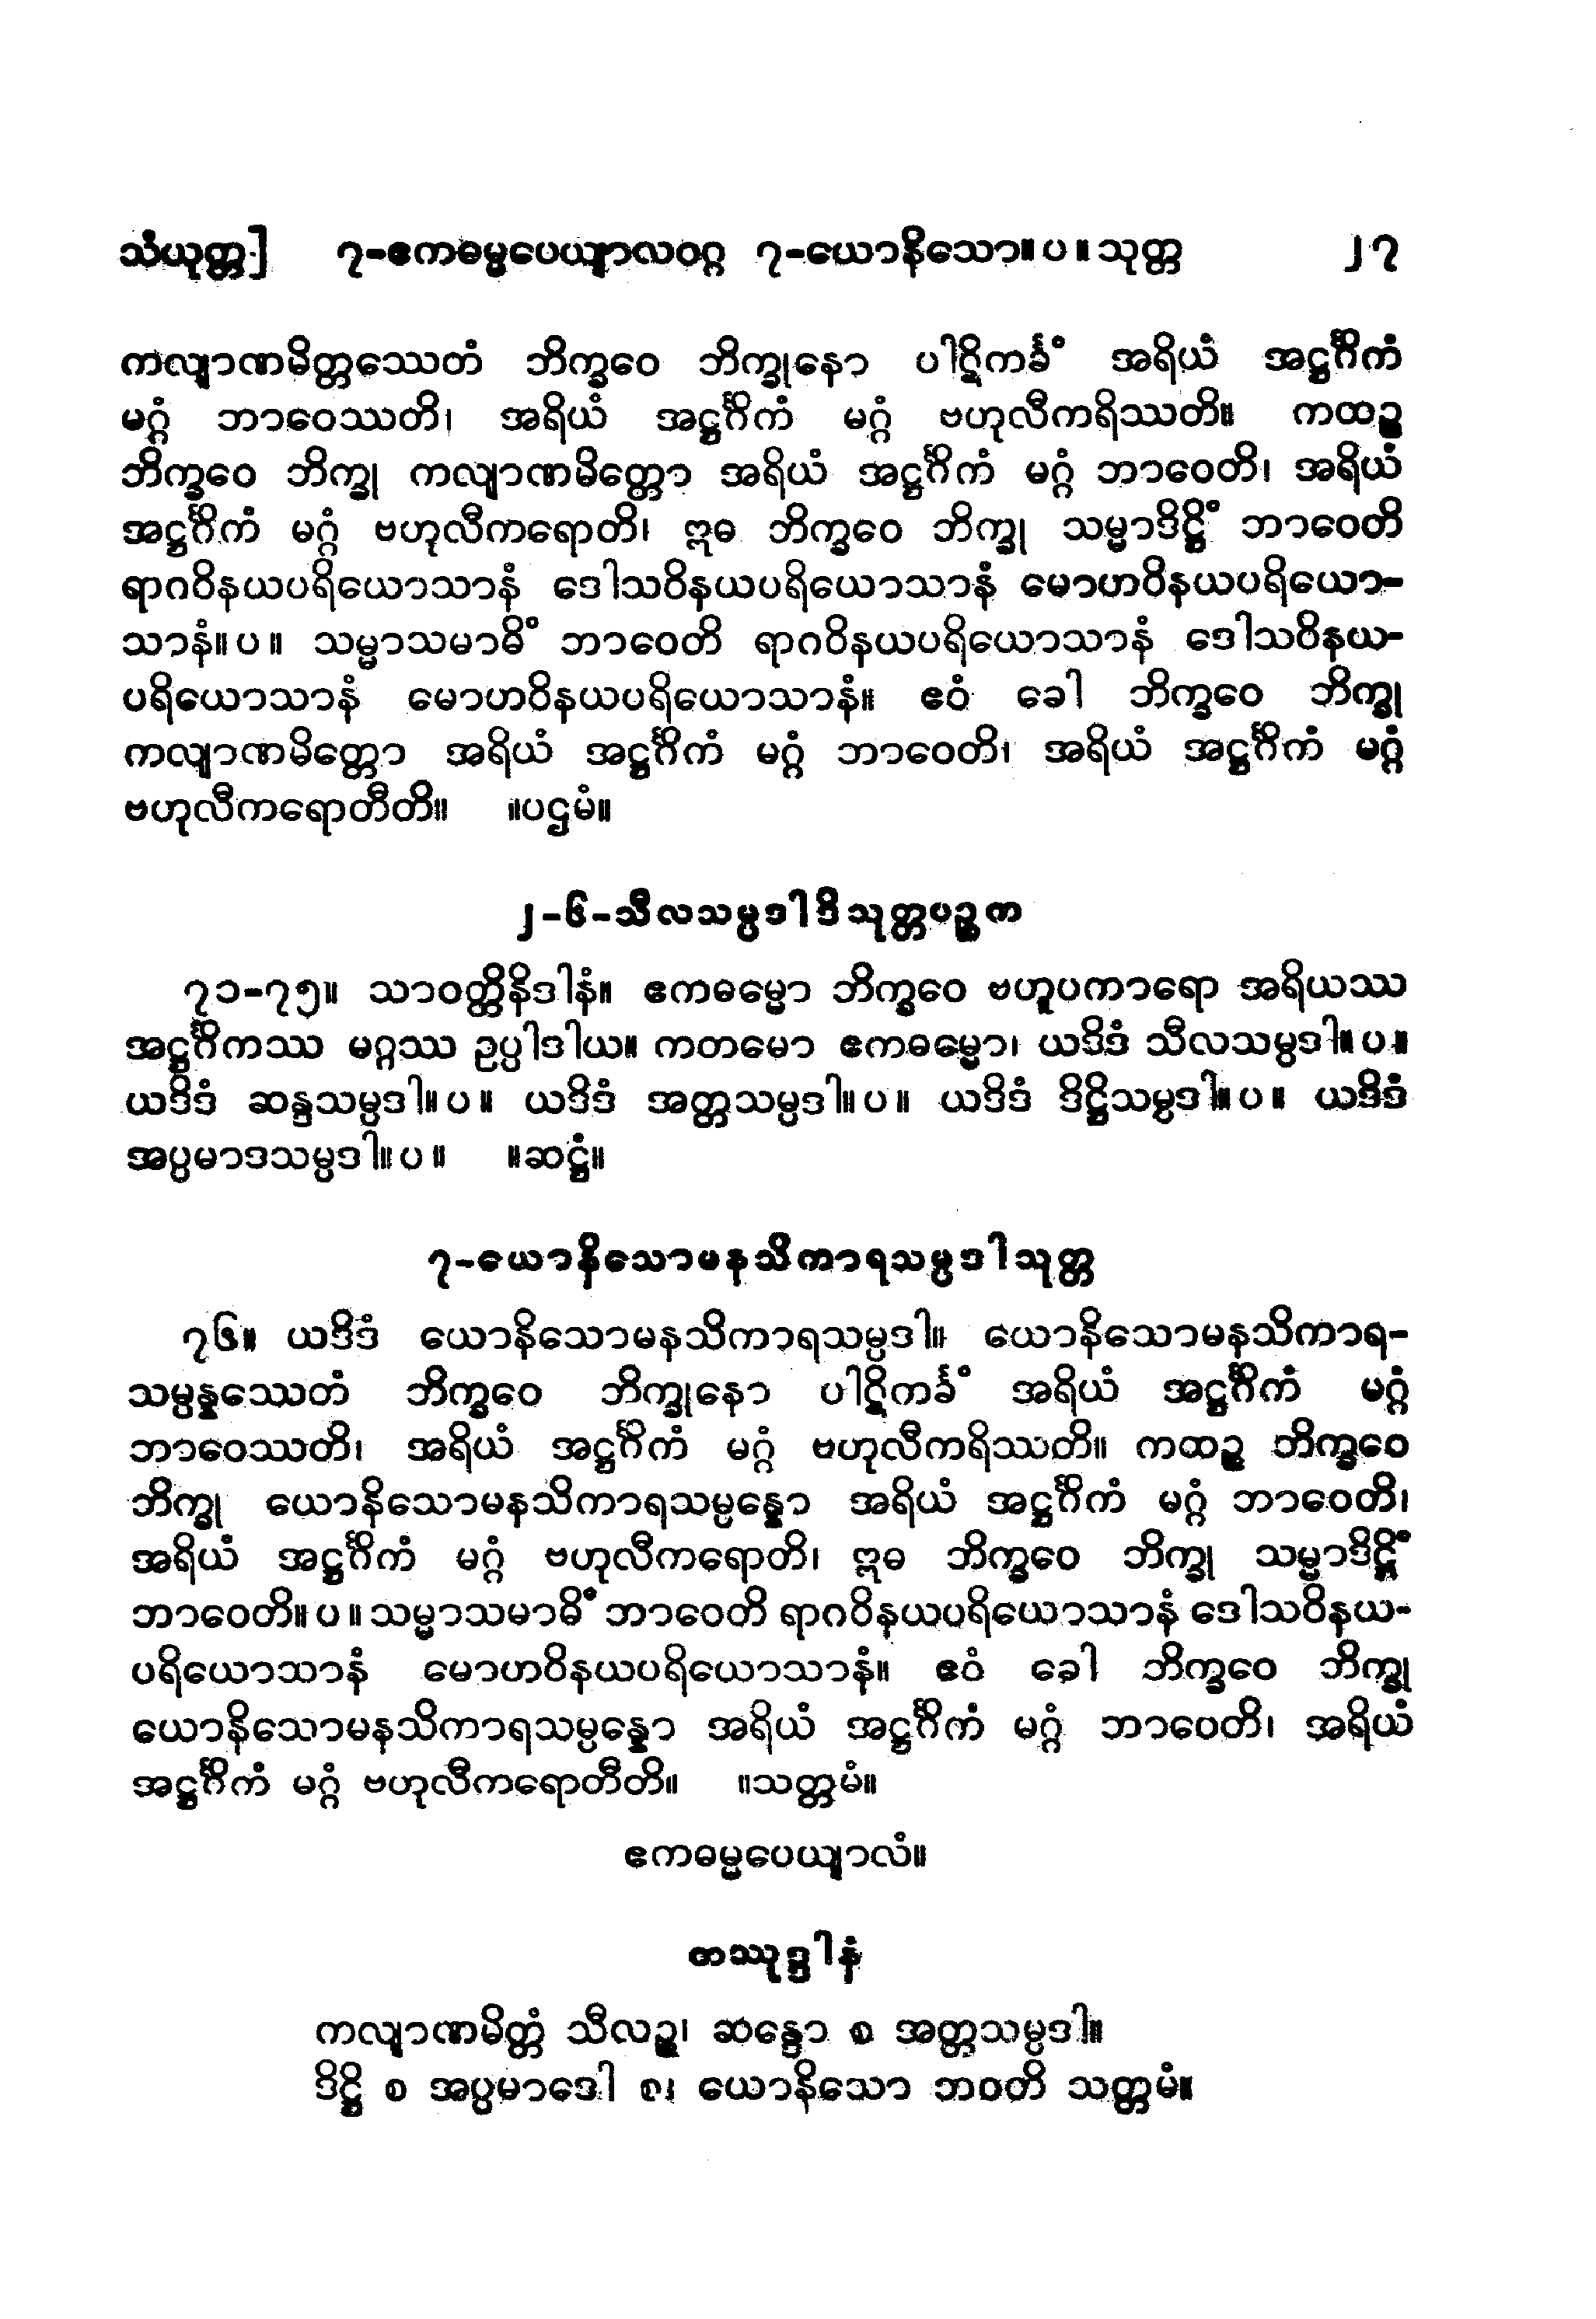 သံယုတ္တ] ၇-ဧကဓမ္မပေယျာလဝဂ္ဂ ၇-ယောနိသော။ပ။သုတ္တ ၂၇
ကလျာဏမိတ္တဿေတံ ဘိက္ခဝေ ဘိက္ခုနော ပါဋိကင်္ခံ အရိယံ အဋ္ဌင်္ဂိကံ
မဂ္ဂံ ဘာဝေဿတိ၊ အရိယံ အဋ္ဌင်္ဂိကံ မဂ္ဂံ ဗဟုလီကရိဿတိ။ ကထဉ္စ
ဘိက္ခဝေ ဘိက္ခု ကလျာဏမိတ္တော အရိယံ အဋ္ဌင်္ဂိကံ မဂ္ဂံ ဘာဝေတိ၊ အရိယံ
အဋ္ဌင်္ဂိကံ မဂ္ဂံ ဗဟုလီကရောတိ၊ ဣဓ ဘိက္ခဝေ ဘိက္ခု သမ္မာဒိဋ္ဌိံ ဘာဝေတိ
ရာဂဝိနယပရိယောသာနံ ဒေါသဝိနယပရိယောသာနံ မောဟဝိနယပရိယော-
သာနံ။ပ။ သမ္မာသမာဓိံ ဘာဝေတိ ရာဂဝိနယပရိယောသာနံ ဒေါသဝိနယ-
ပရိယောသာနံ မောဟဝိနယပရိယောသာနံ။ ဧဝံ ခေါ ဘိက္ခဝေ ဘိက္ခု
ကလျာဏမိတ္တော အရိယံ အဋ္ဌင်္ဂိကံ မဂ္ဂံ ဘာဝေတိ၊ အရိယံ အဋ္ဌင်္ဂိကံ မဂ္ဂံ
ဗဟုလီကရောတီတိ။ ။ပဌမံ။
၂-၆-သီလသမ္ပဒါဒိသုတ္တပဉ္စက
၇၁-၇၅။ သာဝတ္ထိနိဒါနံ။ ဧကဓမ္မော ဘိက္ခဝေ ဗဟူပကာရော အရိယဿ
အဋ္ဌင်္ဂိကဿ မဂ္ဂဿ ဥပ္ပါဒါယ။ ကတမော ဧကဓမ္မော၊ ယဒိဒံ သီလသမ္ပဒါ။ပ။
ယဒိဒံ ဆန္ဒသမ္ပဒါ။ပ။ ယဒိဒံ အတ္တသမ္ပဒါ။ပ။ ယဒိဒံ ဒိဋ္ဌိသမ္ပဒါ။ပ။ ယဒိဒံ
အပ္ပမာဒသမ္ပဒါ။ပ။ ။ဆဋ္ဌံ။
၇-ယောနိသောမနသိကာရသမ္ပဒါသုတ္တ
၇၆။ ယဒိဒံ ယောနိသောမနသိကာရသမ္ပဒါ။ ယောနိသောမနသိကာရ-
သမ္ပန္နဿေတံ ဘိက္ခဝေ ဘိက္ခုနော ပါဋိကင်္ခံ အရိယံ အဋ္ဌင်္ဂိကံ မဂ္ဂံ
ဘာဝေဿတိ၊ အရိယံ အဋ္ဌင်္ဂိကံ မဂ္ဂံ ဗဟုလီကရိဿတိ။ ကထဉ္စ ဘိက္ခဝေ
ဘိက္ခု ယောနိသောမနသိကာရသမ္ပန္နော အရိယံ အဋ္ဌင်္ဂိကံ မဂ္ဂံ ဘာဝေတိ၊
အရိယံ အဋ္ဌင်္ဂိကံ မဂ္ဂံ ဗဟုလီကရောတိ၊ ဣဓ ဘိက္ခဝေ ဘိက္ခု သမ္မာဒိဋ္ဌိံ
ဘာဝေတိ။ပ။သမ္မာသမာဓိံ ဘာဝေတိ ရာဂဝိနယပရိယောသာနံ ဒေါသဝိနယ-
ပရိယောသာနံ မောဟဝိနယပရိယောသာနံ။ ဧဝံ ခေါ ဘိက္ခဝေ ဘိက္ခု
ယောနိသောမနသိကာရသမ္ပန္နော အရိယံ အဋ္ဌင်္ဂိကံ မဂ္ဂံ ဘာဝေတိ၊ အရိယံ
အဋ္ဌင်္ဂိကံ မဂ္ဂံ ဗဟုလီကရောတီတိ။ ။သတ္တမံ။
ဧကဓမ္မပေယျာလံ။
တဿုဒ္ဒါနံ
ကလျာဏမိတ္တံ သီလဉ္စ၊ ဆန္ဒော စ အတ္တသမ္ပဒါ။
ဒိဋ္ဌိ စ အပ္ပမာဒေါ စ၊ ယောနိသော ဘဝတိ သတ္တမံ။